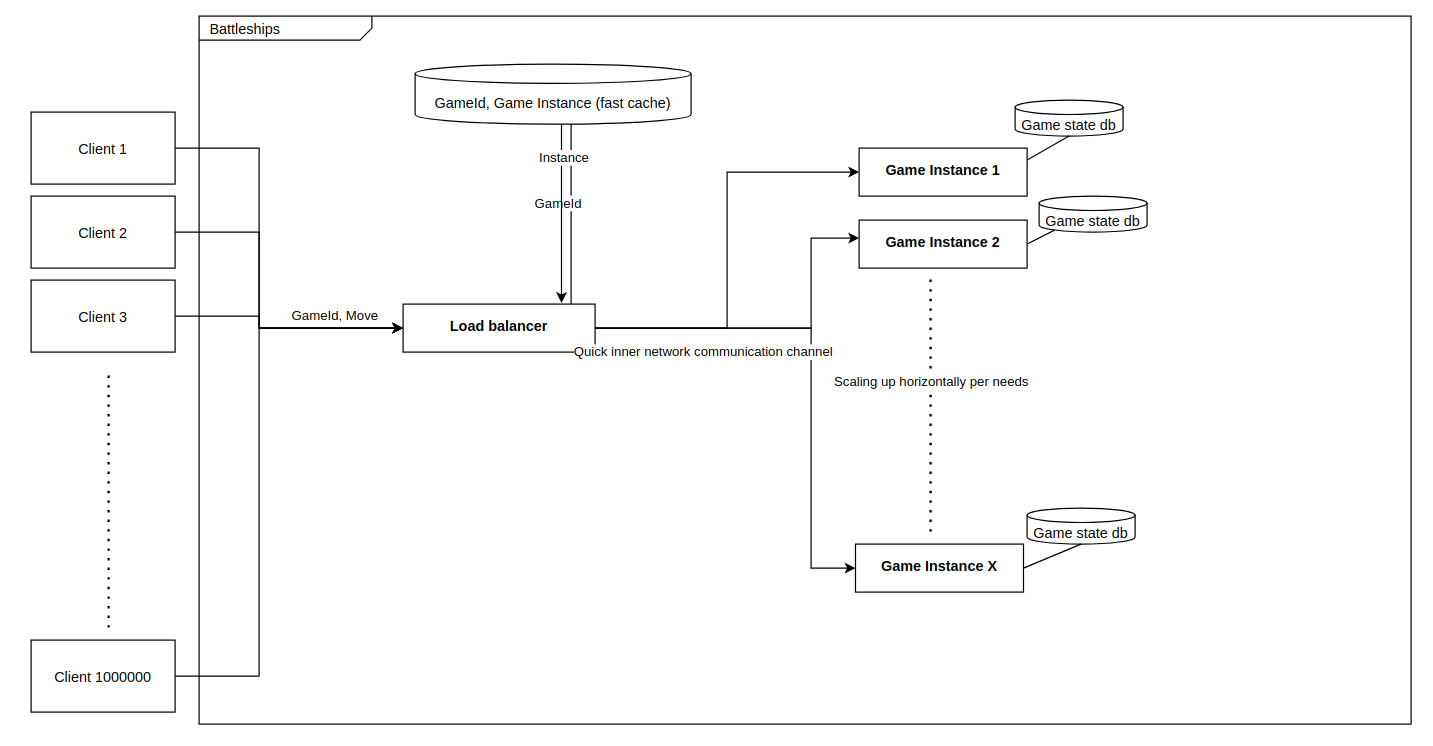 Battleships
GameId, Game Instance (fast cache)
Game state db
Client 1
Instance
Game Instance 1
GameId
Game state db
Client 2
Game Instance 2
Client 3
GameId, Move
Load balancer
Quick inner network communication channel
Scaling up horizontally per needs
Game state db
Game Instance X
Client 1000000